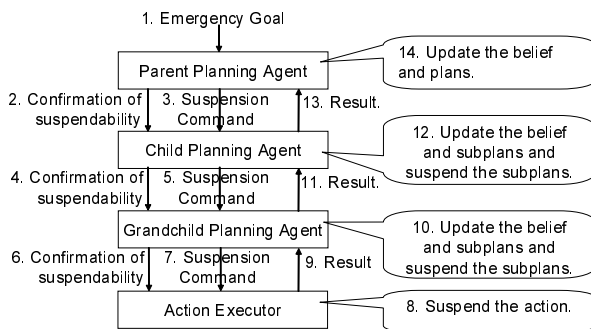 1. Emergency Goal
Parent Planning Agent
14. Update the belief
and plans.
2. Confirmation of
suspendability
3. Suspension
Command
13. Result.
Child Planning Agent
12. Update the belief
and subplans and
suspend the subplans.
4. Confirmation of
suspendability
5. Suspension
Command
11. Result.
Grandchild Planning Agent
10. Update the belief
and subplans and
suspend the subplans.
6. Confirmation of
suspendability
7. Suspension
Command
9. Result
Action Executor
8. Suspend the action.